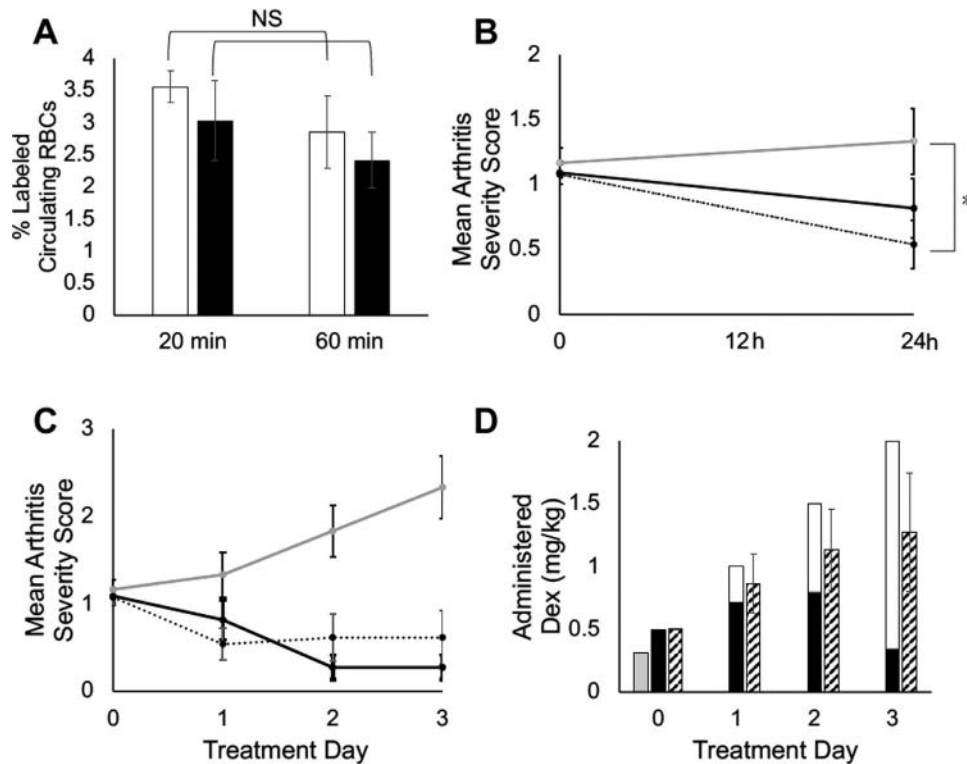 A
NS
% Labeled
Circulating RBCs
4
3.5
3
2.5
2
1.5
1
0.5
0
20 min
60 min
B
Mean Arthritis
Severity Score
2
1.5
1
0.5
0
0
12h
24h
*
C
Mean Arthritis
Severity Score
3
2
1
0
0
1
2
3
Treatment Day
D
Administered
Dex (mg/kg)
2
1.5
1
0.5
0
0
1
2
3
Treatment Day